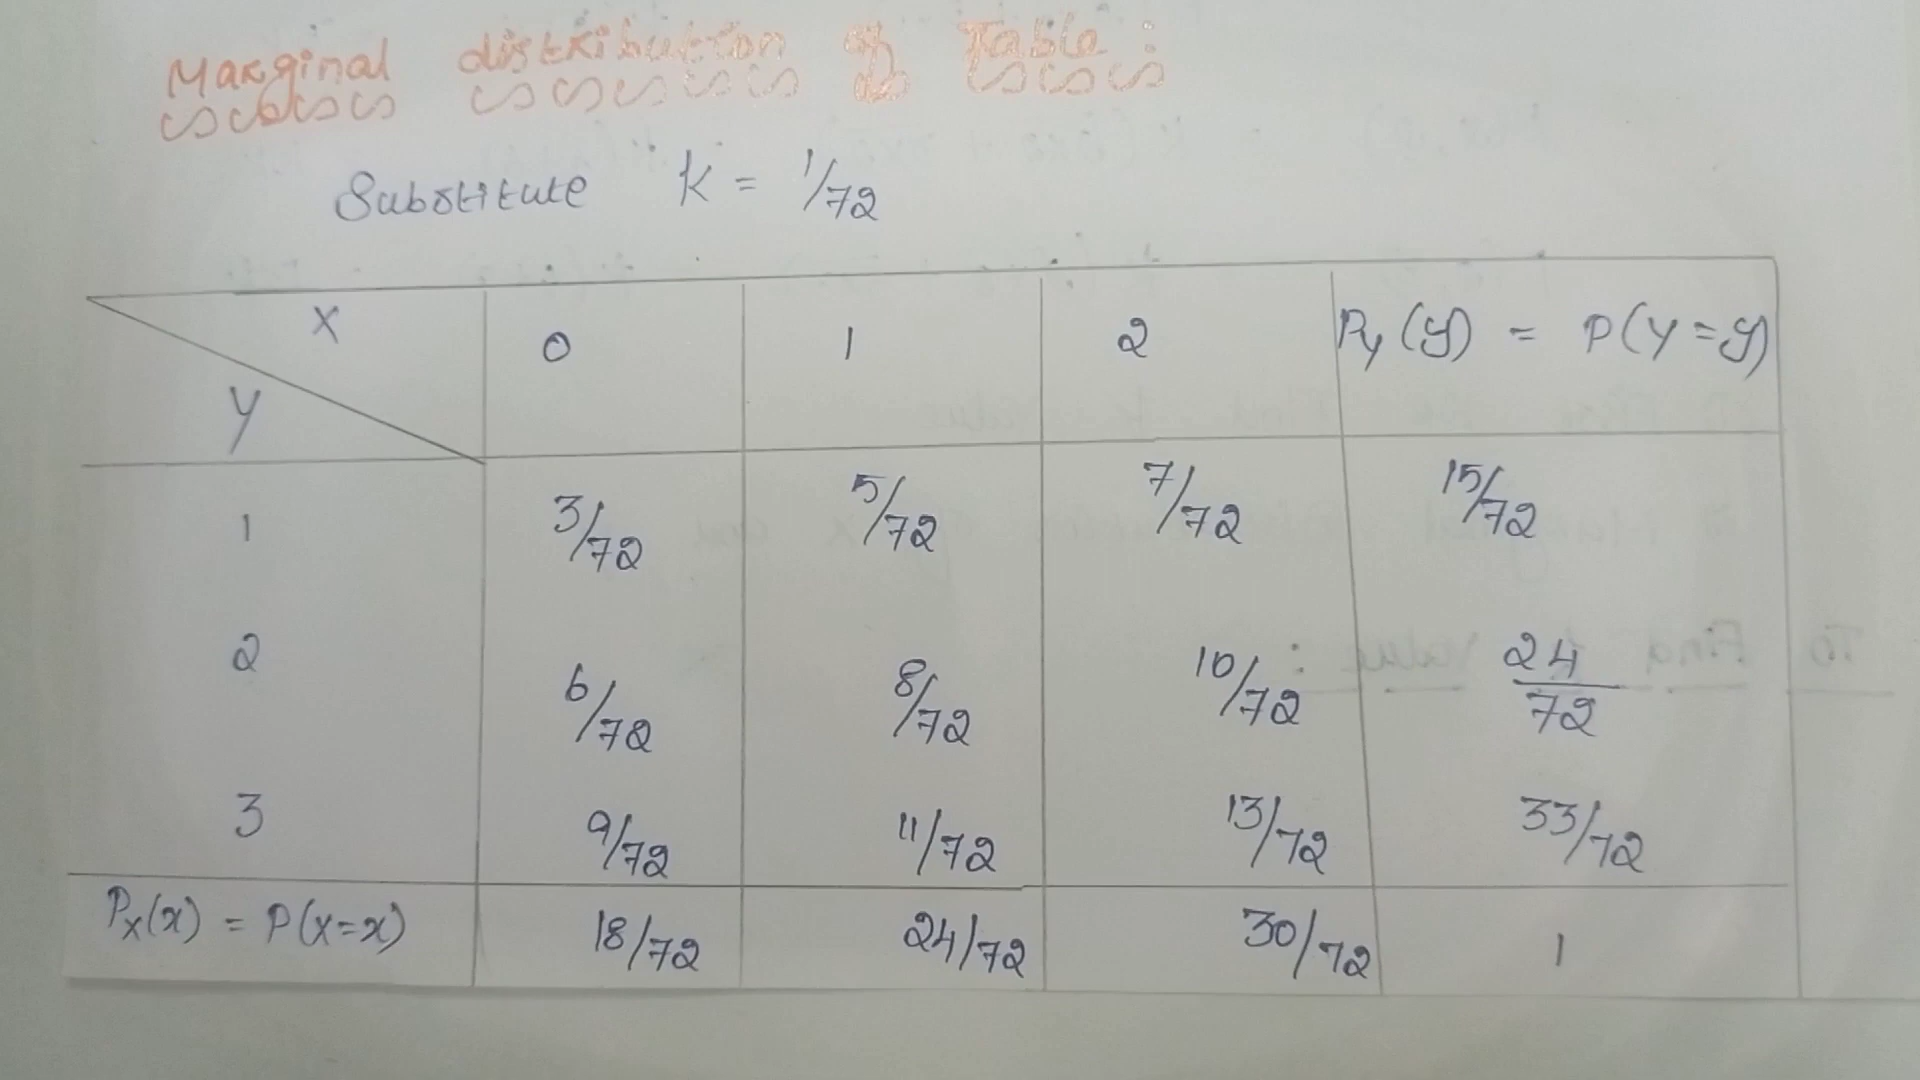 Marginal distribution of Table :
Substitute K = 1/72
X 0 1 2 Py(y) = P(Y=y)
Y
1 3/72 5/72 7/72 15/72
2 6/72 8/72 10/72 24/72
3 9/72 11/72 13/72 33/72
Px(x) = P(X=x) 18/72 24/72 30/72 1